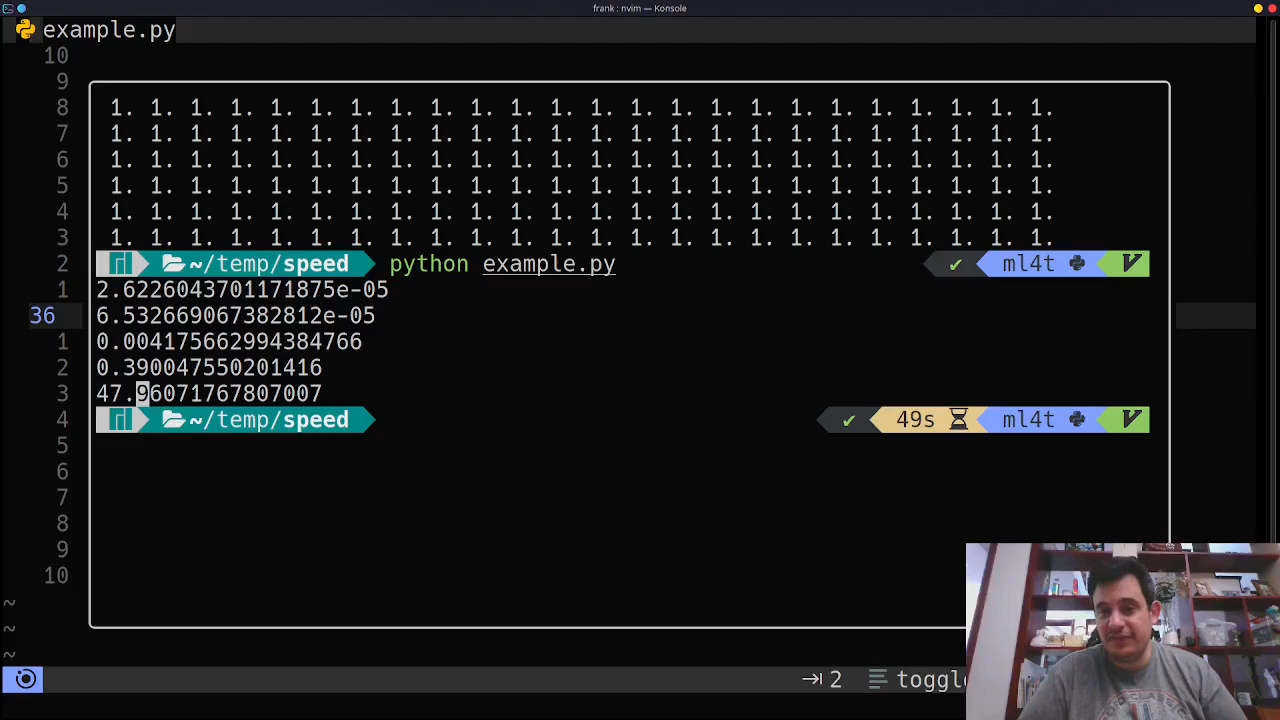 frank : nvim — Konsole
example.py
10
9
8 1. 1. 1. 1. 1. 1. 1. 1. 1. 1. 1. 1. 1. 1. 1. 1. 1. 1. 1. 1. 1. 1. 1. 1.
7 1. 1. 1. 1. 1. 1. 1. 1. 1. 1. 1. 1. 1. 1. 1. 1. 1. 1. 1. 1. 1. 1. 1. 1.
6 1. 1. 1. 1. 1. 1. 1. 1. 1. 1. 1. 1. 1. 1. 1. 1. 1. 1. 1. 1. 1. 1. 1. 1.
5 1. 1. 1. 1. 1. 1. 1. 1. 1. 1. 1. 1. 1. 1. 1. 1. 1. 1. 1. 1. 1. 1. 1. 1.
4 1. 1. 1. 1. 1. 1. 1. 1. 1. 1. 1. 1. 1. 1. 1. 1. 1. 1. 1. 1. 1. 1. 1. 1.
3 1. 1. 1. 1. 1. 1. 1. 1. 1. 1. 1. 1. 1. 1. 1. 1. 1. 1. 1. 1. 1. 1. 1. 1.
2 ~/temp/speed python example.py ✔ ml4t V
1 2.6226043701171875e-05
36 6.532669067382812e-05
1 0.004175662994384766
2 0.390047550201416
3 47.96071767807007
4 ~/temp/speed ✔ 49s ml4t V
5
6
7
8
9
10
~
~
~
2 toggle